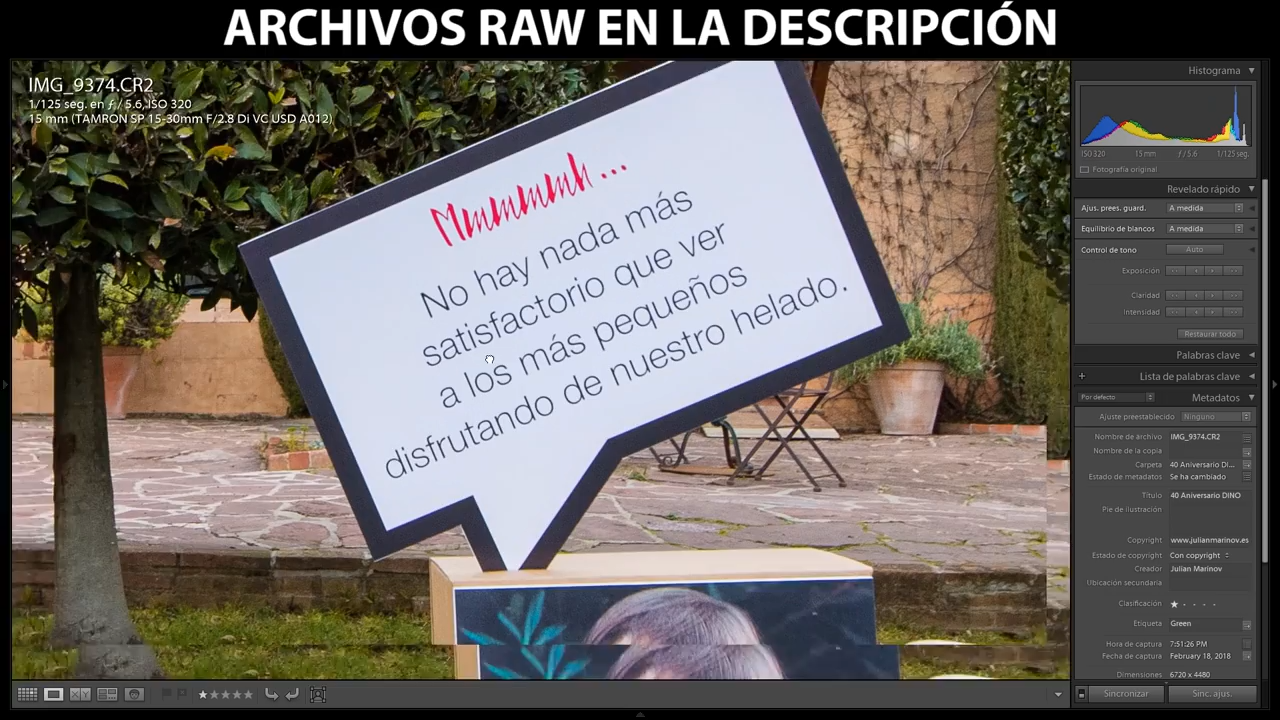 ARCHIVOS RAW EN LA DESCRIPCIÓN
IMG_9374.CR2
1/125 seg. en ƒ / 5.6, ISO 320
15 mm (TAMRON SP 15-30mm F/2.8 Di VC USD A012)
Mmmmmh...
No hay nada más
satisfactorio que ver
a los más pequeños
disfrutando de nuestro helado.
Histograma
ISO 320 15 mm ƒ / 5.6 1/125 seg.
Fotografía original
Revelado rápido
Ajus. prees. guard. A medida
Equilibrio de blancos A medida
Control de tono Auto
Exposición
Claridad
Intensidad
Restaurar todo
Palabras clave
+ Lista de palabras clave
Por defecto Metadatos
Ajuste preestablecido Ninguno
Nombre de archivo IMG_9374.CR2
Nombre de la copia
Carpeta 40 Aniversario Di...
Estado de metadatos Se ha cambiado
Título 40 Aniversario DINO
Pie de ilustración
Copyright www.julianmarinov.es
Estado de copyright Con copyright
Creador Julian Marinov
Ubicación secundaria
Clasificación
Etiqueta Green
Hora de captura 7:51:26 PM
Fecha de captura February 18, 2018
Dimensiones 6720 x 4480
XY
Sincronizar Sinc. ajus.